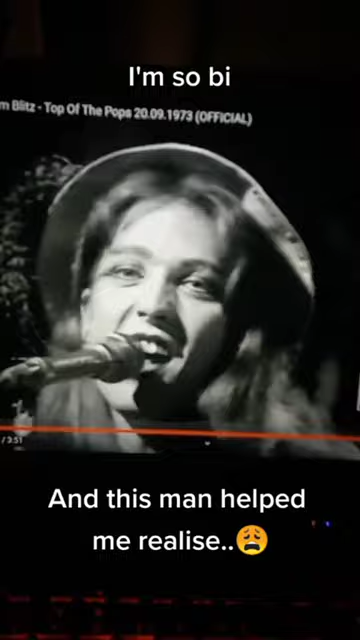 I'm so bi
m Blitz - Top Of The Pops 20.09.1973 (OFFICIAL)
/ 3:51
And this man helped
me realise..😩